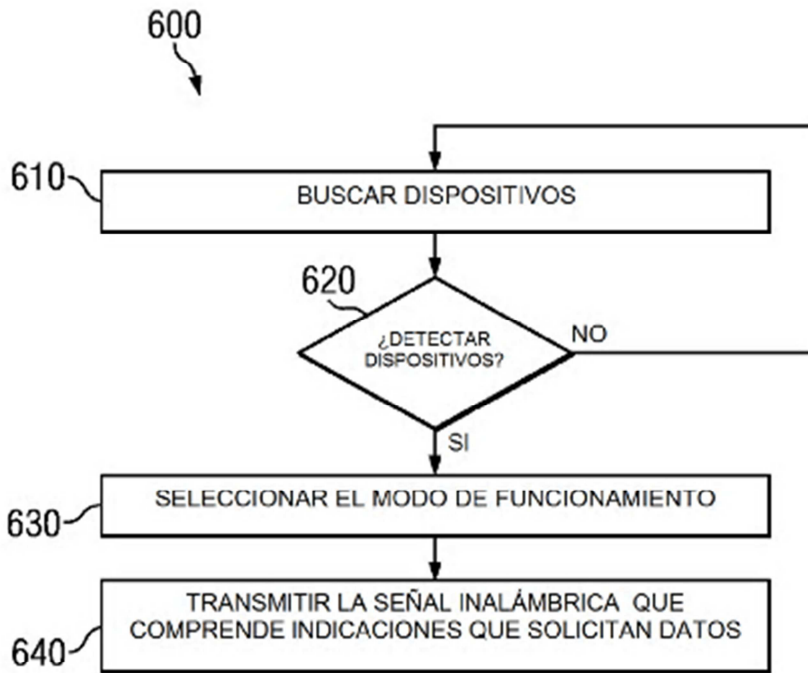 600
610
BUSCAR DISPOSITIVOS
620
¿DETECTAR
DISPOSITIVOS?
NO
SI
630
SELECCIONAR EL MODO DE FUNCIONAMIENTO
640
TRANSMITIR LA SEÑAL INALÁMBRICA QUE
COMPRENDE INDICACIONES QUE SOLICITAN DATOS